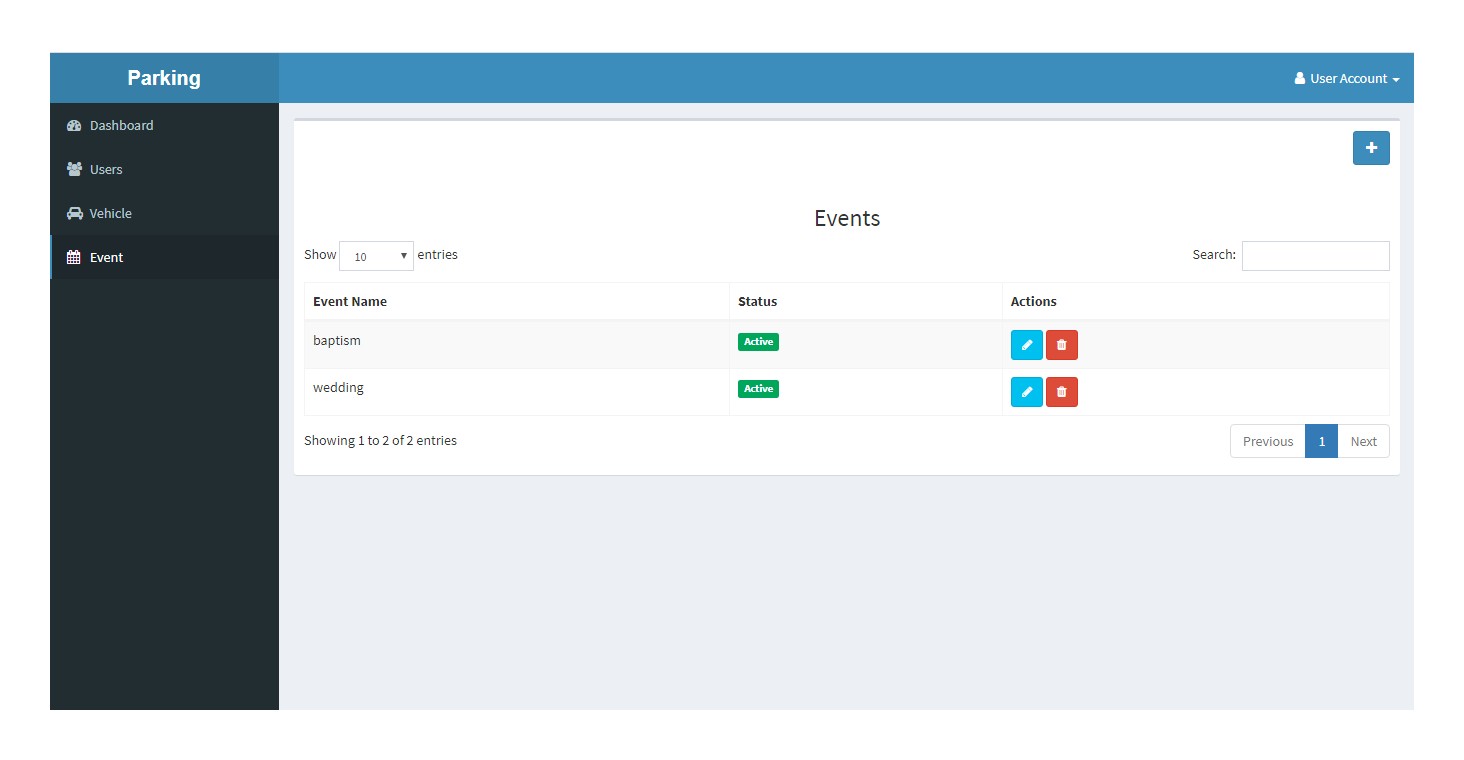 Parking
User Account
Dashboard
Users
Vehicle
Event
Events
Show 10 entries
Search:
Event Name Status Actions
baptism Active
wedding Active
Showing 1 to 2 of 2 entries
Previous 1 Next